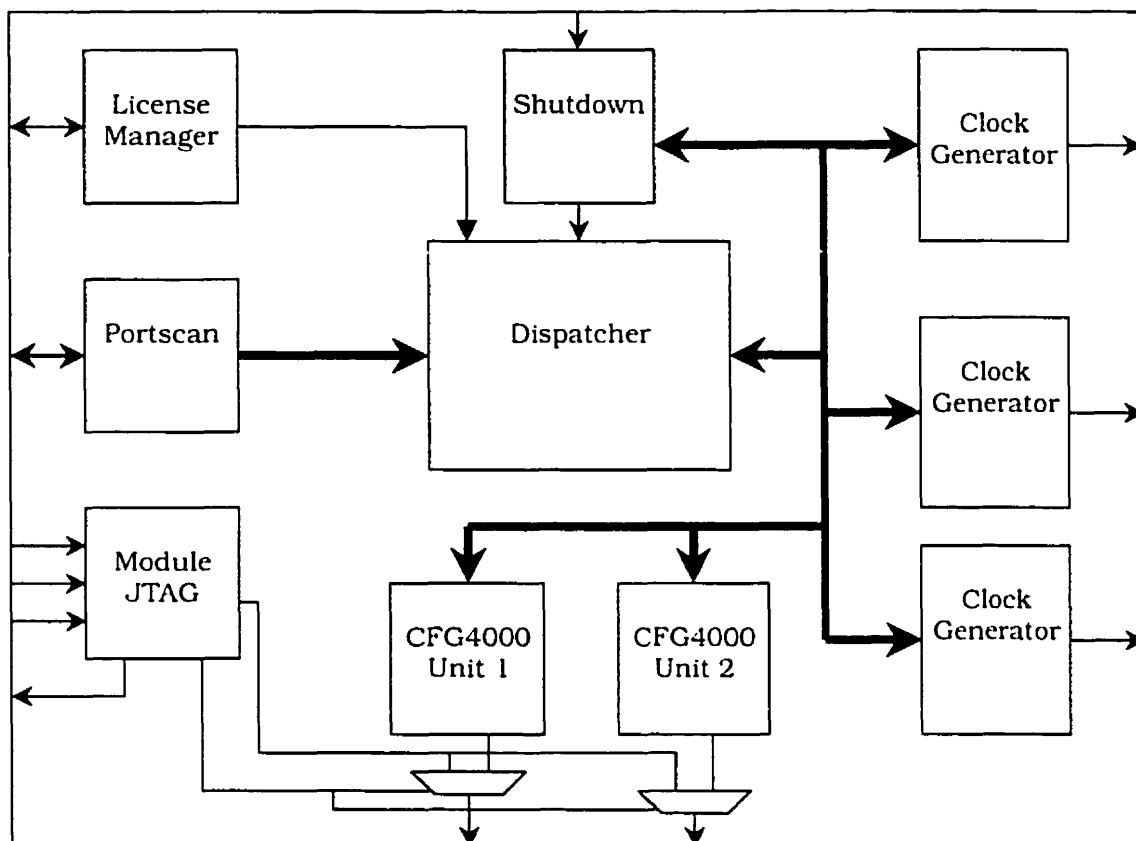 License
Manager
Shutdown
Clock
Generator
Portscan
Dispatcher
Clock
Generator
Module
JTAG
CFG4000
Unit 1
CFG4000
Unit 2
Clock
Generator